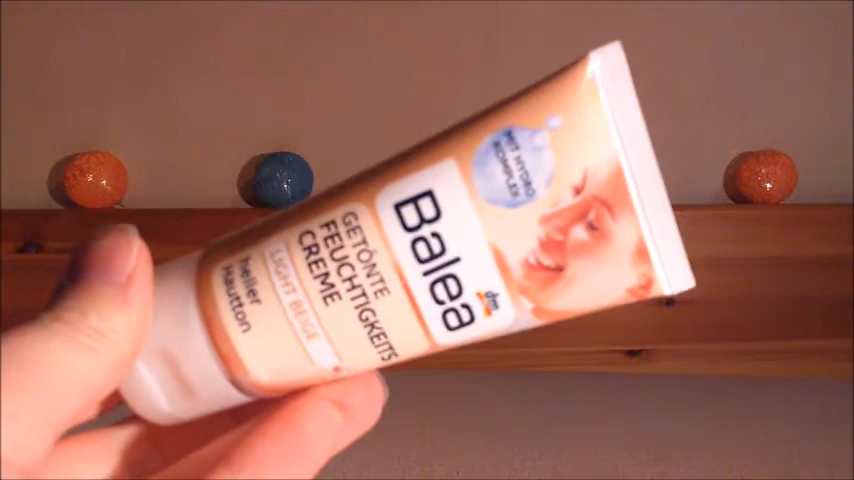 MIT HYDRO
KOMPLEX
Balea
dm
GETÖNTE
FEUCHTIGKEITS
CREME
LIGHT BEIGE
heller
Hautton